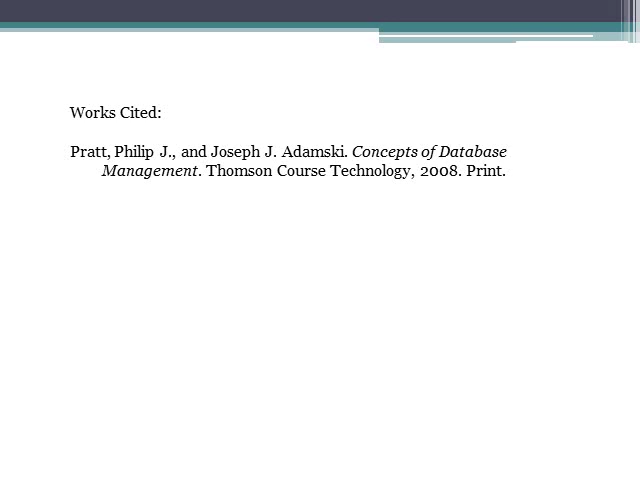 Works Cited:
Pratt, Philip J., and Joseph J. Adamski. Concepts of Database
Management. Thomson Course Technology, 2008. Print.